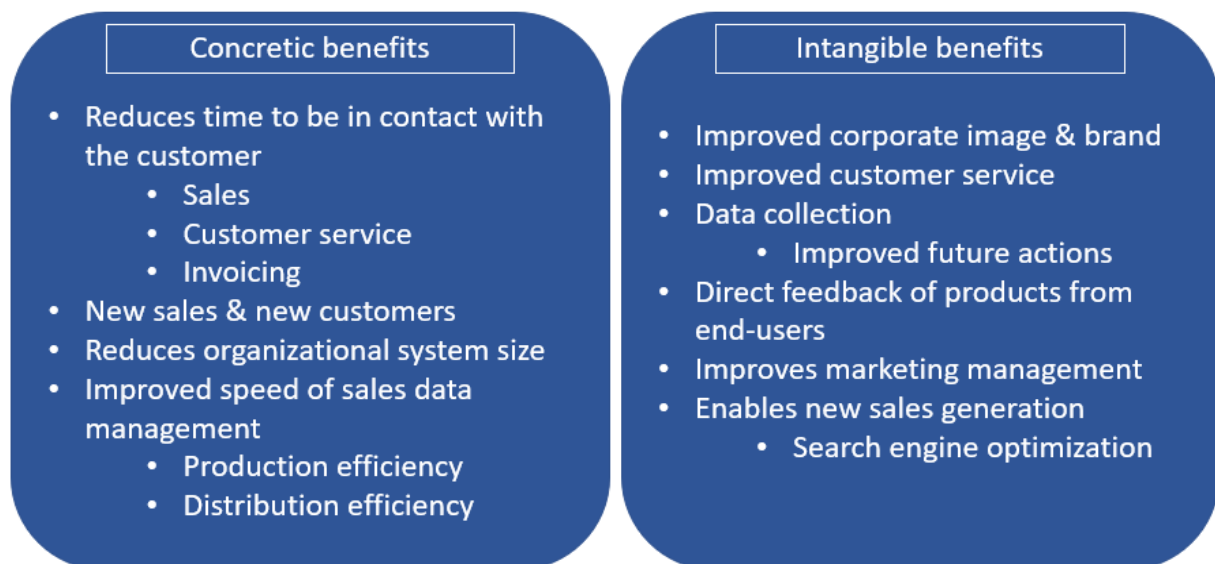 Concretic benefits
• Reduces time to be in contact with
the customer
• Sales
• Customer service
• Invoicing
• New sales & new customers
• Reduces organizational system size
• Improved speed of sales data
management
• Production efficiency
• Distribution efficiency
Intangible benefits
• Improved corporate image & brand
• Improved customer service
• Data collection
• Improved future actions
• Direct feedback of products from
end-users
• Improves marketing management
• Enables new sales generation
• Search engine optimization